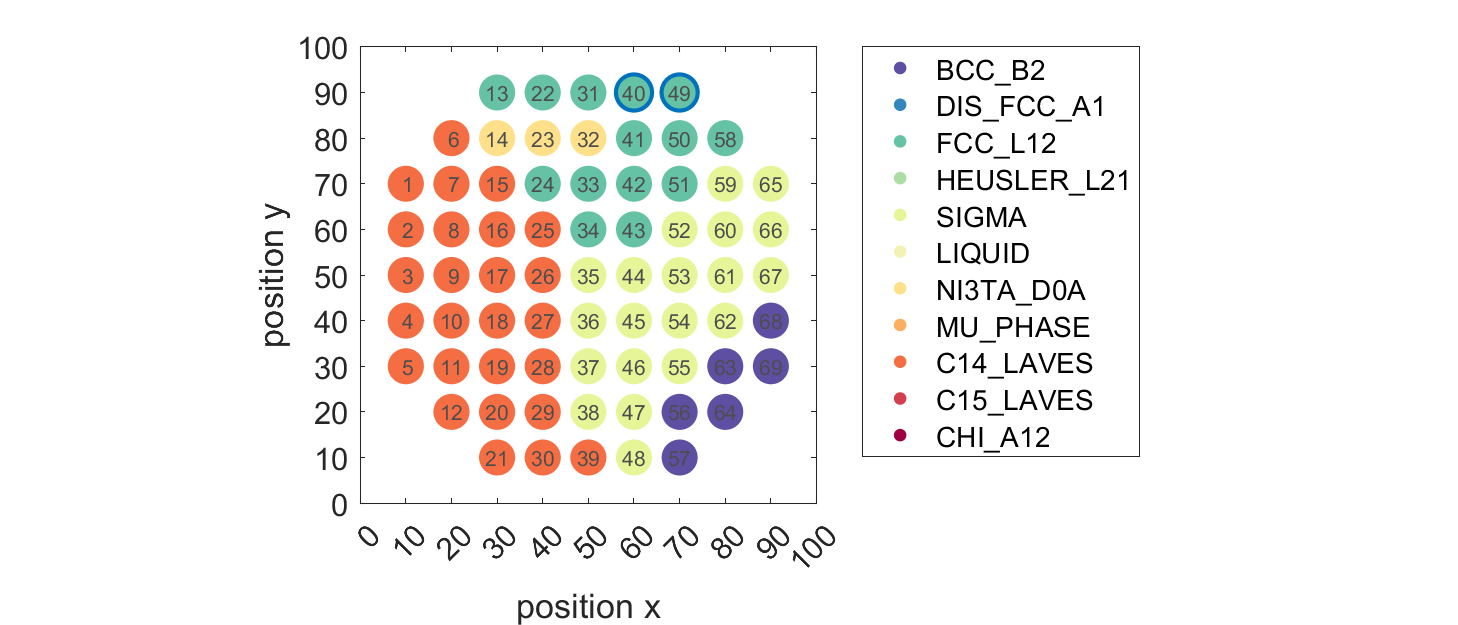 100
90
80
70
60
50
40
30
20
10
0
position y
13 22 31 40 49
6 14 23 32 41 50 58
1 7 15 24 33 42 51 59 65
2 8 16 25 34 43 52 60 66
3 9 17 26 35 44 53 61 67
4 10 18 27 36 45 54 62 68
5 11 19 28 37 46 55 63 69
12 20 29 38 47 56 64
21 30 39 48 57
0 10 20 30 40 50 60 70 80 90 100
position x
BCC_B2
DIS_FCC_A1
FCC_L12
HEUSLER_L21
SIGMA
LIQUID
NI3TA_D0A
MU_PHASE
C14_LAVES
C15_LAVES
CHI_A12